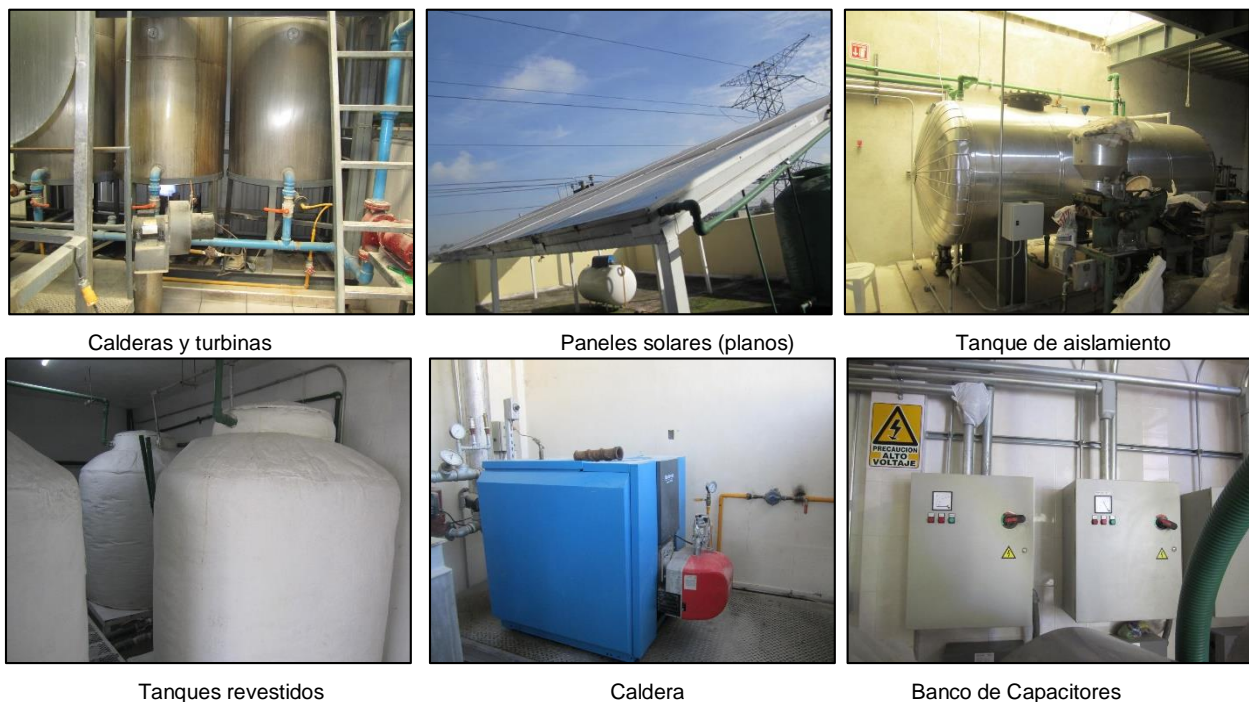 Calderas y turbinas
Paneles solares (planos)
Tanque de aislamiento
PRECAUCIÓN
ALTO
VOLTAJE
Tanques revestidos
Caldera
Banco de Capacitores